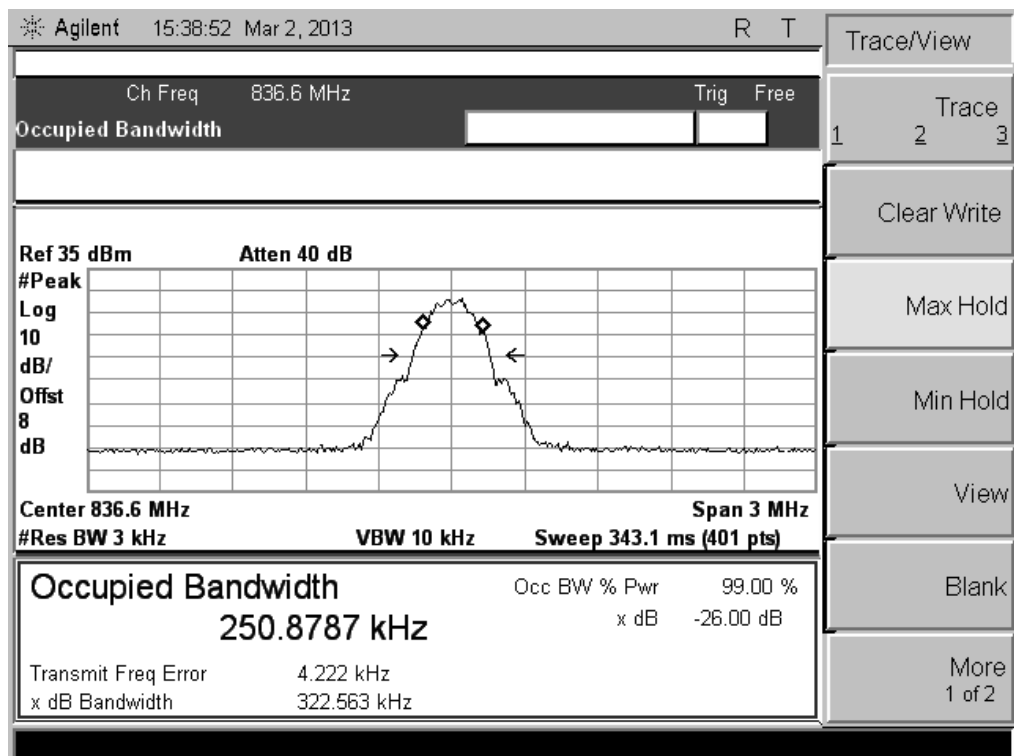 Agilent 15:38:52 Mar 2, 2013 R T
Trace/View
Ch Freq 836.6 MHz Trig Free
Occupied Bandwidth
Trace
1 2 3
Clear Write
Max Hold
Min Hold
View
Blank
More
1 of 2
Ref 35 dBm Atten 40 dB
#Peak
Log
10
dB/
Offst
8
dB
Center 836.6 MHz Span 3 MHz
#Res BW 3 kHz VBW 10 kHz Sweep 343.1 ms (401 pts)
Occupied Bandwidth
250.8787 kHz
Occ BW % Pwr 99.00 %
x dB -26.00 dB
Transmit Freq Error 4.222 kHz
x dB Bandwidth 322.563 kHz